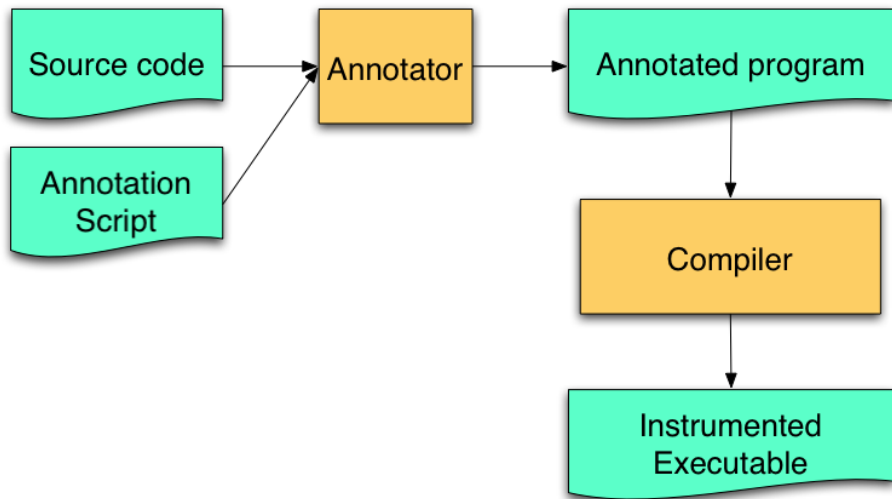 Source code
Annotator
Annotated program
Annotation
Script
Compiler
Instrumented
Executable